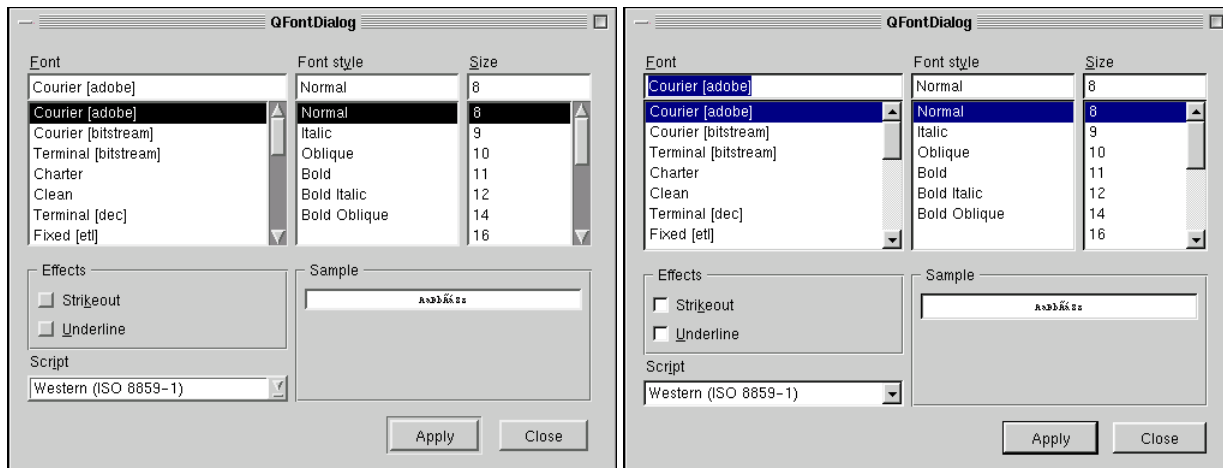 QFontDialog
Font Font style Size
Courier [adobe] Normal 8
Courier [adobe] Normal 8
Courier [bitstream] Italic 9
Terminal [bitstream] Oblique 10
Charter Bold 11
Clean Bold Italic 12
Terminal [dec] Bold Oblique 14
Fixed [etl] 16
Effects Sample
Strikeout
Underline
Script
Western (ISO 8859-1)
Apply Close
QFontDialog
Font Font style Size
Courier [adobe] Normal 8
Courier [adobe] Normal 8
Courier [bitstream] Italic 9
Terminal [bitstream] Oblique 10
Charter Bold 11
Clean Bold Italic 12
Terminal [dec] Bold Oblique 14
Fixed [etl] 16
Effects Sample
Strikeout
Underline
Script
Western (ISO 8859-1)
Apply Close